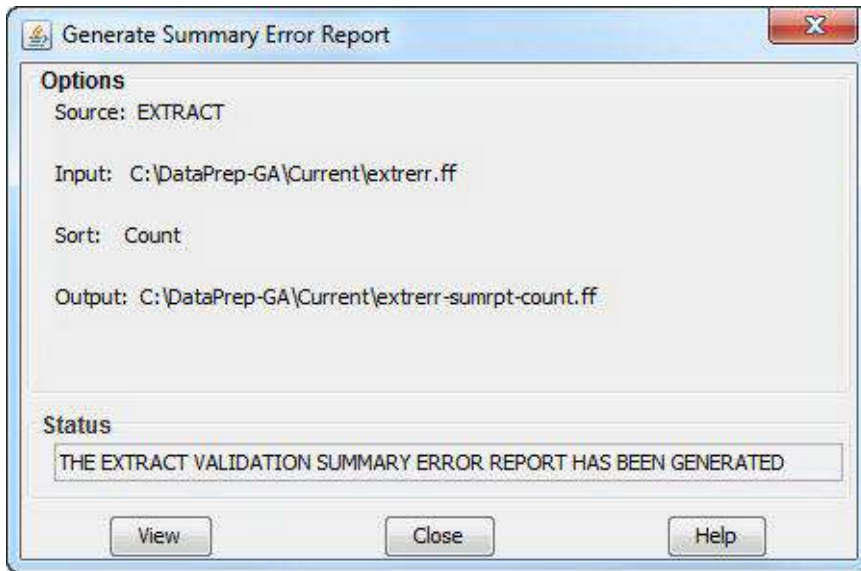 Generate Summary Error Report
Options
Source: EXTRACT
Input: C:\DataPrep-GA\Current\extrerr.ff
Sort: Count
Output: C:\DataPrep-GA\Current\extrerr-sumrpt-count.ff
Status
THE EXTRACT VALIDATION SUMMARY ERROR REPORT HAS BEEN GENERATED
View Close Help